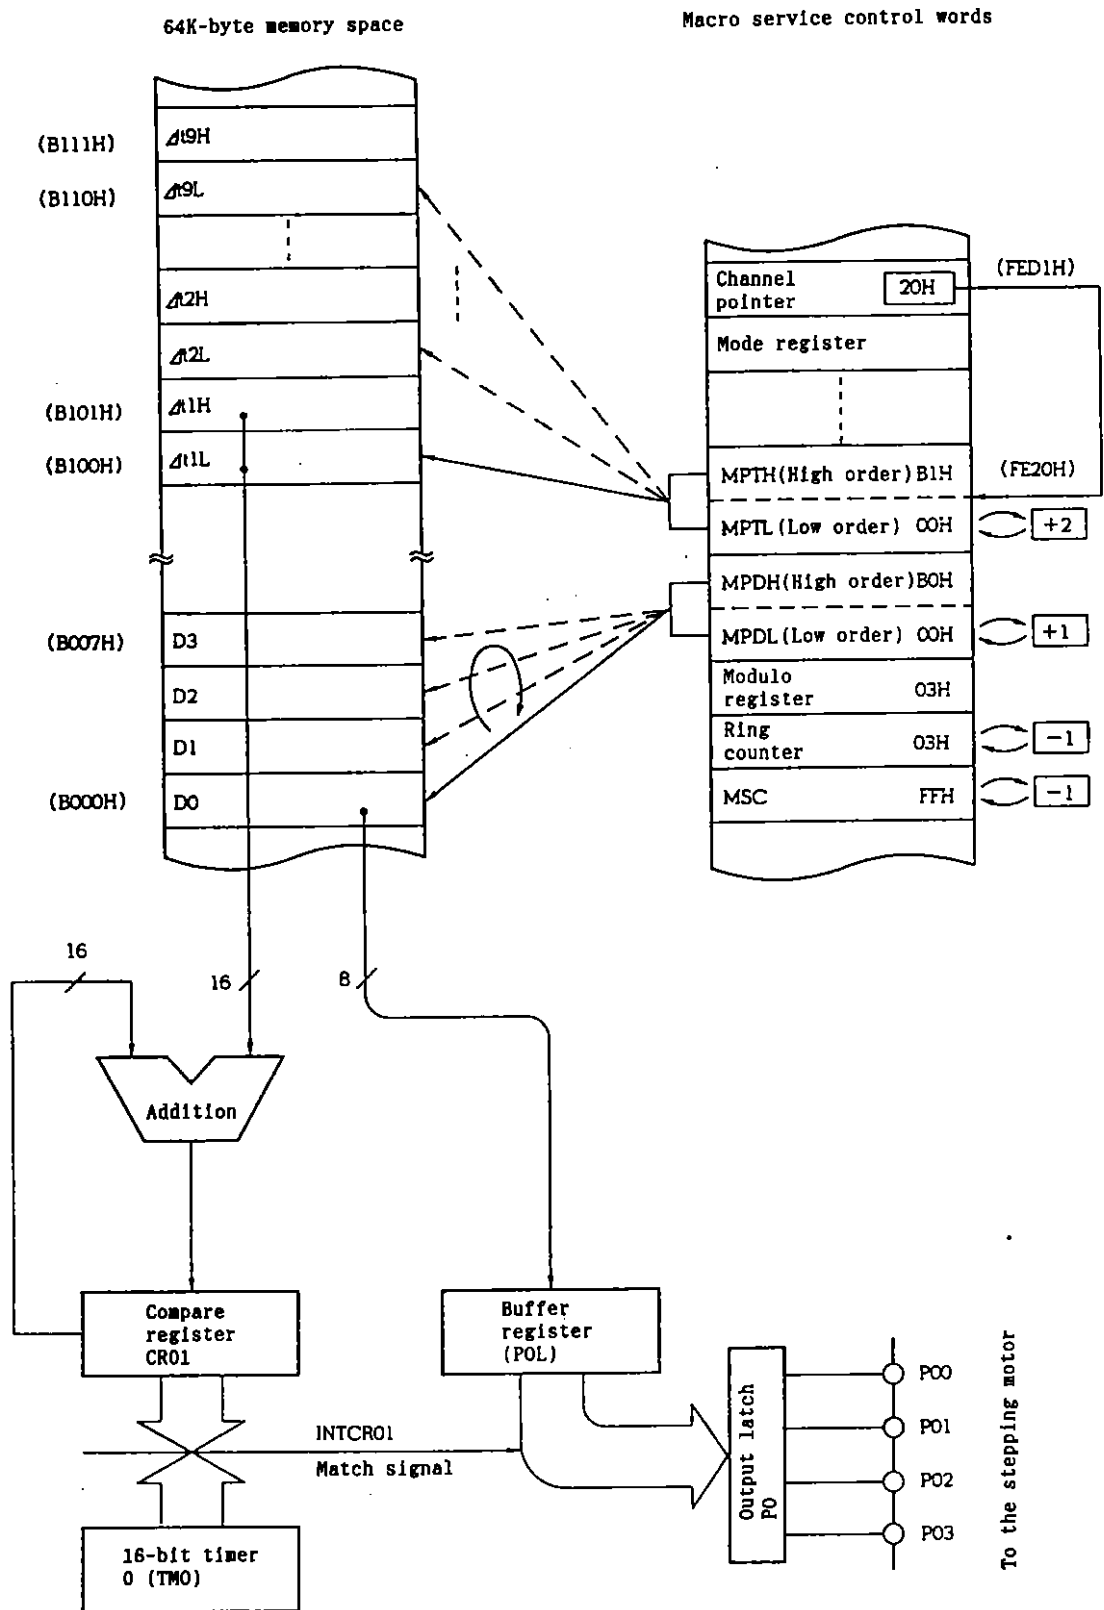 64K-byte memory space
Macro service control words
(B111H)
Δt9H
(B110H)
Δt9L
Δt2H
Δt2L
(B101H)
Δt1H
(B100H)
Δt1L
(B007H)
D3
D2
D1
(B000H)
D0
Channel
pointer
20H
(FED1H)
Mode register
MPTH(High order) B1H
(FE20H)
MPTL(Low order) 00H
+2
MPDH(High order) B0H
MPDL(Low order) 00H
+1
Modulo
register 03H
Ring
counter 03H
-1
MSC FFH
-1
16
16
8
Addition
Compare
register
CR01
Buffer
register
(POL)
INTCR01
Match signal
16-bit timer
0 (TM0)
Output latch
PO
P00
P01
P02
P03
To the stepping motor